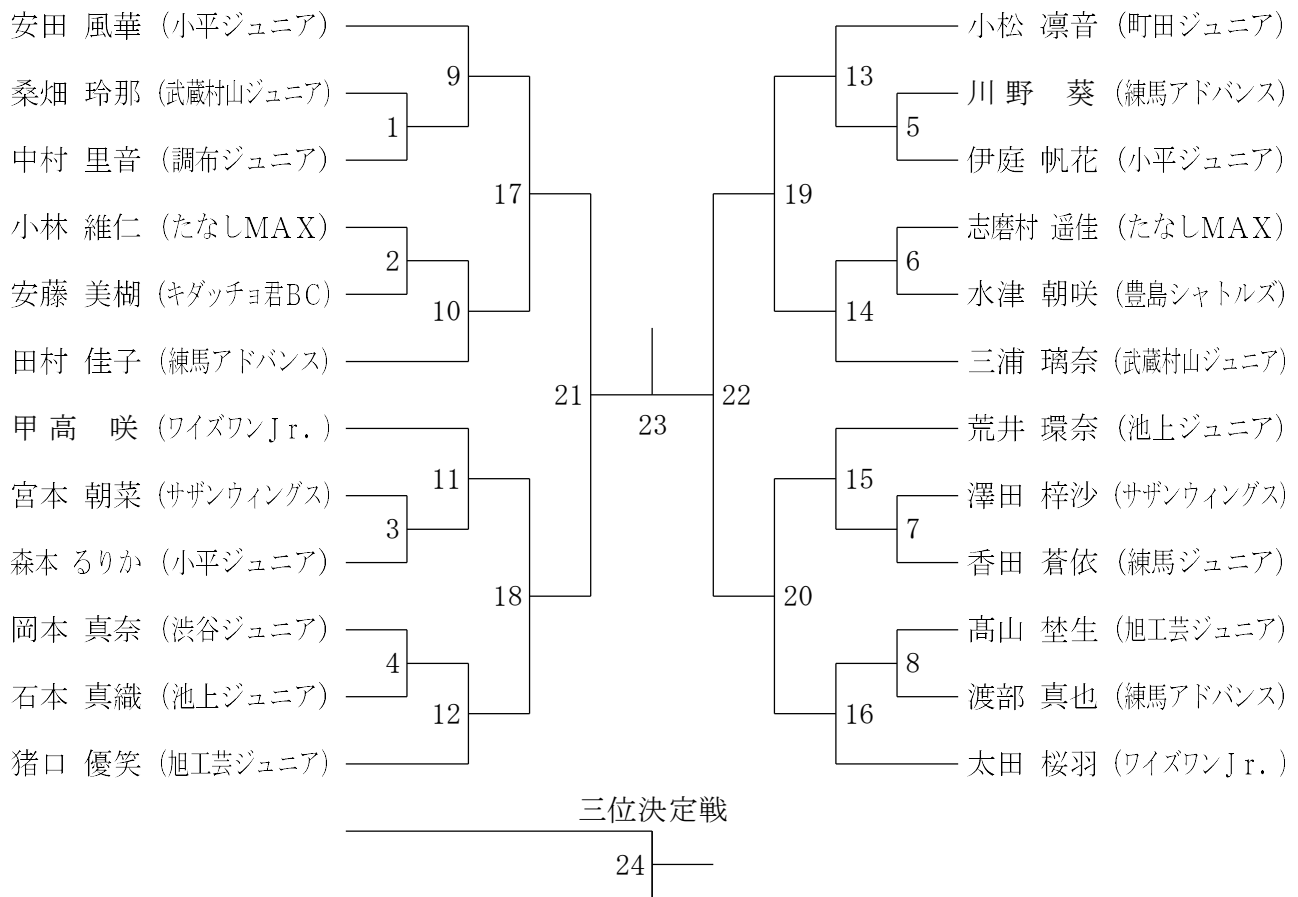 安田 風華 (小平ジュニア)
桑畑 玲那 (武蔵村山ジュニア)
中村 里音 (調布ジュニア)
小林 維仁 (たなしMAX)
安藤 美楜 (キダッチョ君BC)
田村 佳子 (練馬アドバンス)
甲高 咲 (ワイズワンJr.)
宮本 朝菜 (サザンウィングス)
森本 るりか (小平ジュニア)
岡本 真奈 (渋谷ジュニア)
石本 真織 (池上ジュニア)
猪口 優笑 (旭工芸ジュニア)
1
2
3
4
9
10
11
12
17
18
21
23
22
19
20
13
14
15
16
5
6
7
8
小松 凛音 (町田ジュニア)
川野 葵 (練馬アドバンス)
伊庭 帆花 (小平ジュニア)
志磨村 遥佳 (たなしMAX)
水津 朝咲 (豊島シャトルズ)
三浦 璃奈 (武蔵村山ジュニア)
荒井 環奈 (池上ジュニア)
澤田 梓沙 (サザンウィングス)
香田 蒼依 (練馬ジュニア)
髙山 埜生 (旭工芸ジュニア)
渡部 真也 (練馬アドバンス)
太田 桜羽 (ワイズワンJr.)
三位決定戦
24